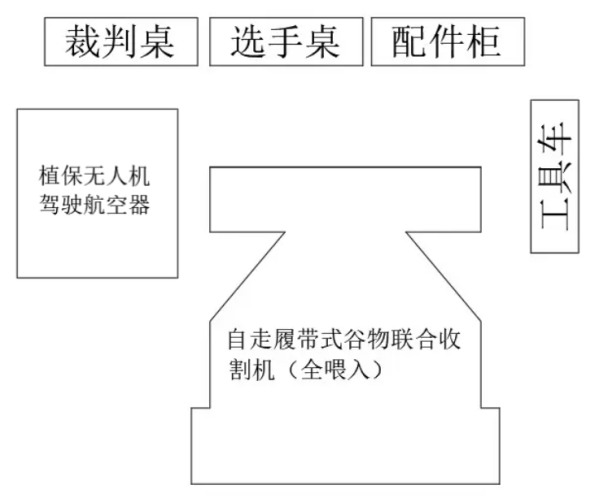 裁判桌
选手桌
配件柜
工具车
植保无人机
驾驶航空器
自走履带式谷物联合收
割机（全喂入）